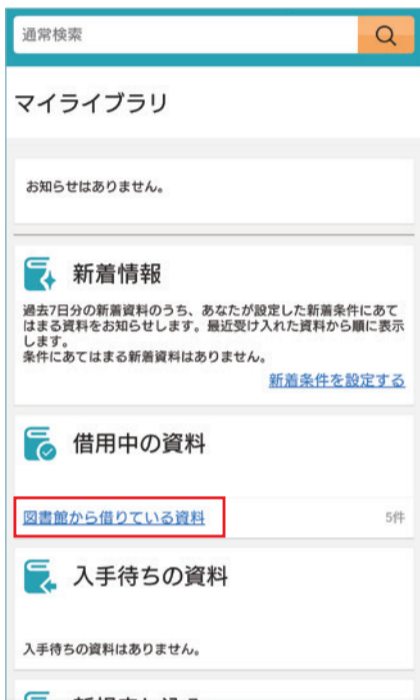 通常検索
マイライブラリ
お知らせはありません。
新着情報
過去7日分の新着資料のうち、あなたが設定した新着条件にあて
はまる資料をお知らせします。最近受け入れた資料から順に表示
します。
条件にあてはまる新着資料はありません。
新着条件を設定する
借用中の資料
図書館から借りている資料 5件
入手待ちの資料
入手待ちの資料はありません。